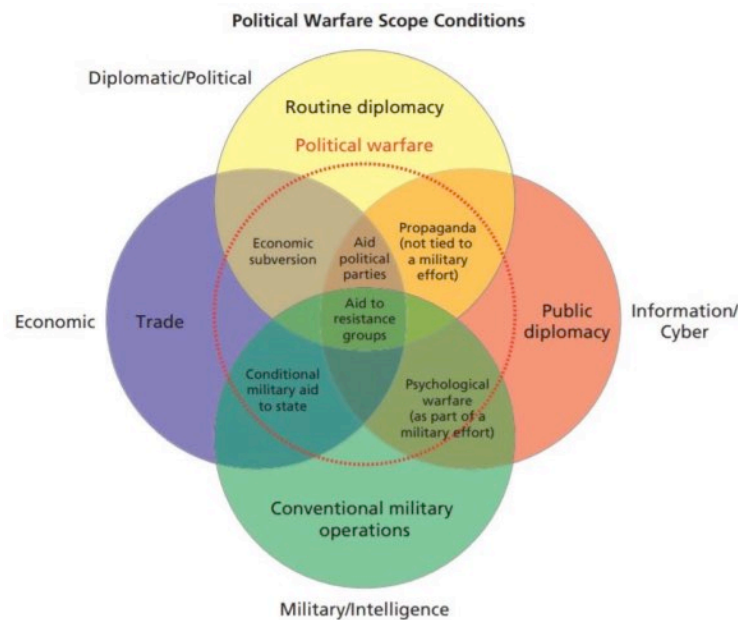 Political Warfare Scope Conditions
Diplomatic/Political
Routine diplomacy
Political warfare
Economic
subversion
Aid
political
parties
Propaganda
(not tied to
a military
effort)
Economic
Trade
Aid to
resistance
groups
Public
diplomacy
Information/
Cyber
Conditional
military aid
to state
Psychological
warfare
(as part of a
military effort)
Conventional military
operations
Military/Intelligence